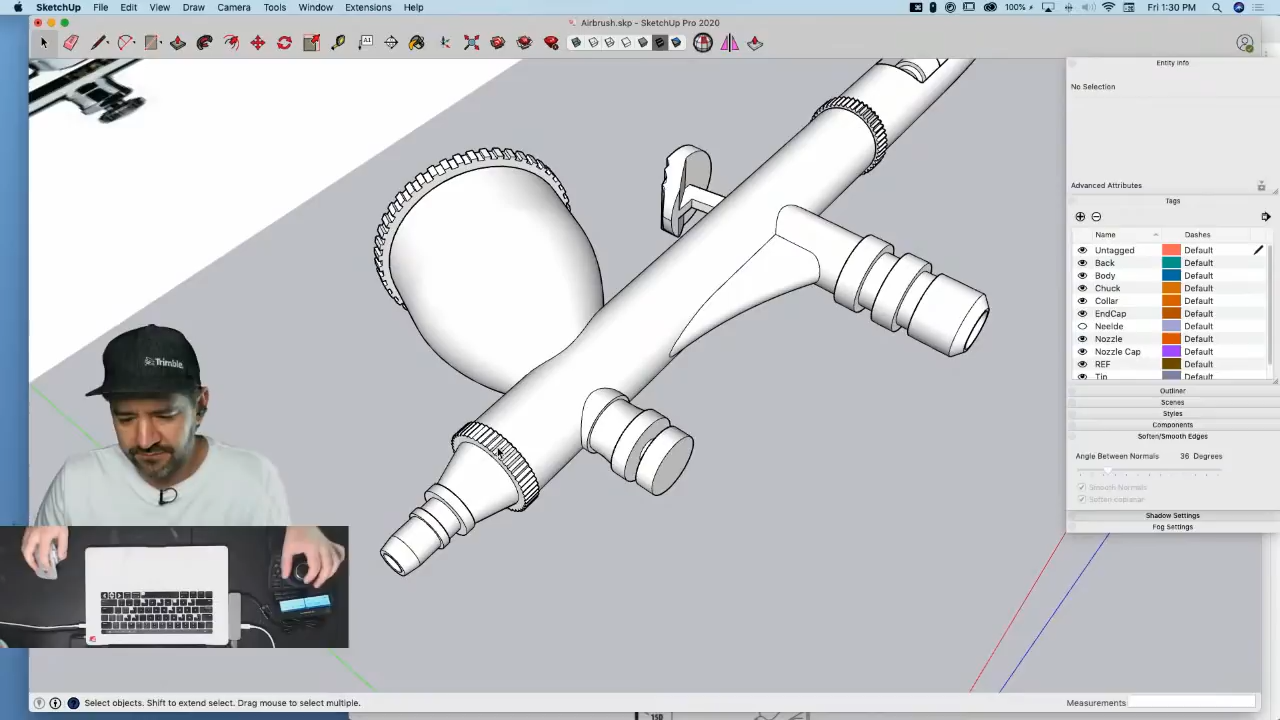 SketchUp File Edit View Draw Camera Tools Window Extensions Help 100% Fri 1:30 PM
Airbrush.skp - SketchUp Pro 2020
A1
Entity Info
No Selection
Advanced Attributes
Tags
Name Dashes
Untagged Default
Back Default
Body Default
Chuck Default
Collar Default
EndCap Default
Neelde Default
Nozzle Default
Nozzle Cap Default
REF Default
Tip Default
Outliner
Scenes
Styles
Components
Soften/Smooth Edges
Angle Between Normals 36 Degrees
Smooth Normals
Soften coplanar
Shadow Settings
Fog Settings
Trimble.
Select objects. Shift to extend select. Drag mouse to select multiple.
Measurements
150